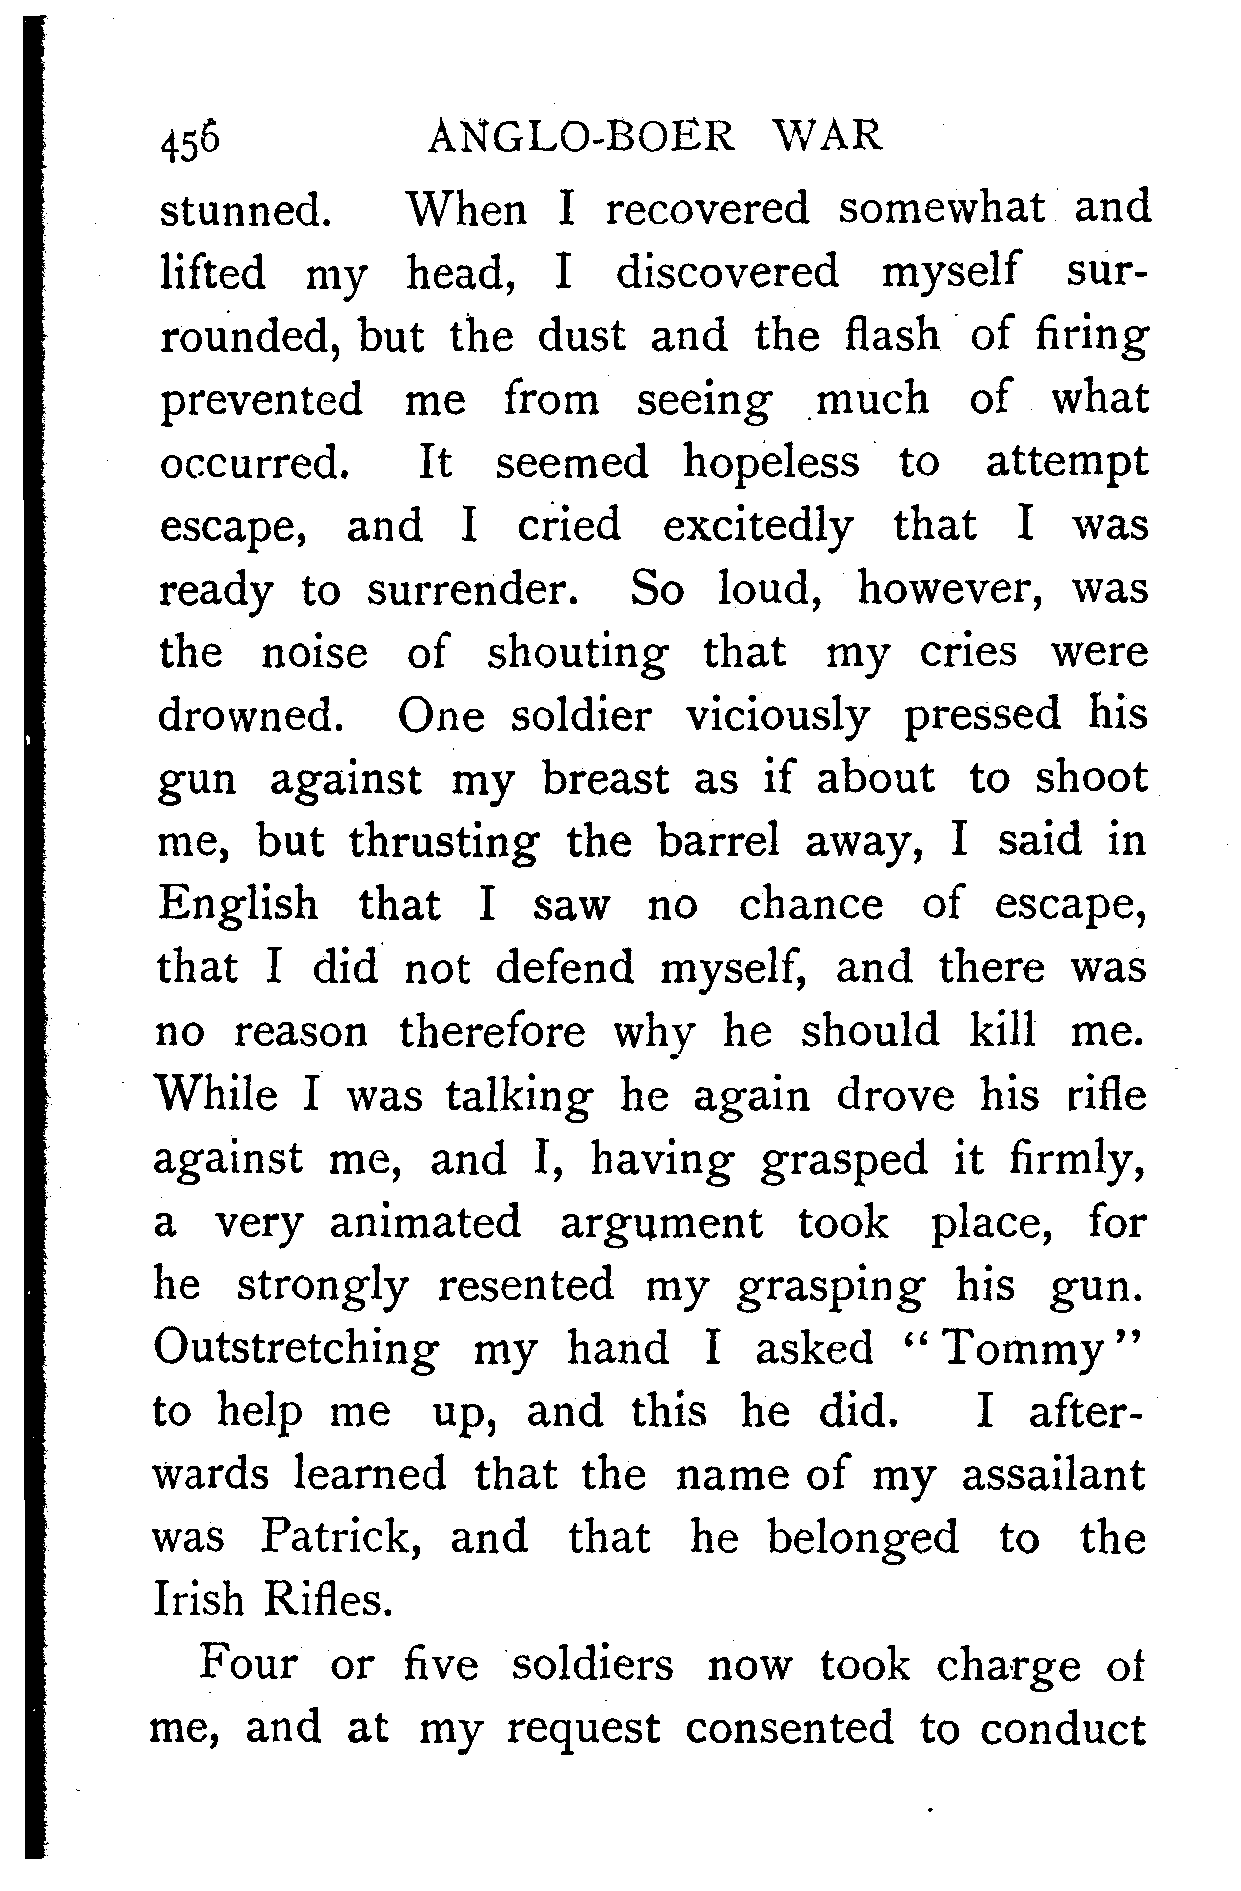 456 ANGLO-BOER WAR
stunned. When I recovered somewhat and
lifted my head, I discovered myself sur-
rounded, but the dust and the flash of firing
prevented me from seeing much of what
occurred. It seemed hopeless to attempt
escape, and I cried excitedly that I was
ready to surrender. So loud, however, was
the noise of shouting that my cries were
drowned. One soldier viciously pressed his
gun against my breast as if about to shoot
me, but thrusting the barrel away, I said in
English that I saw no chance of escape,
that I did not defend myself, and there was
no reason therefore why he should kill me.
While I was talking he again drove his rifle
against me, and I, having grasped it firmly,
a very animated argument took place, for
he strongly resented my grasping his gun.
Outstretching my hand I asked "Tommy"
to help me up, and this he did. I after-
wards learned that the name of my assailant
was Patrick, and that he belonged to the
Irish Rifles.
Four or five soldiers now took charge of
me, and at my request consented to conduct